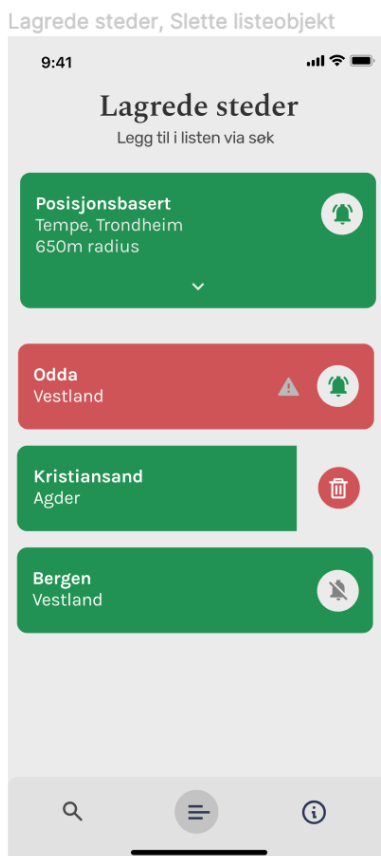 Lagrede steder, Slette listeobjekt
9:41
Lagrede steder
Legg til i listen via søk
Posisjonsbasert
Tempe, Trondheim
650m radius
Odda
Vestland
Kristiansand
Agder
Bergen
Vestland